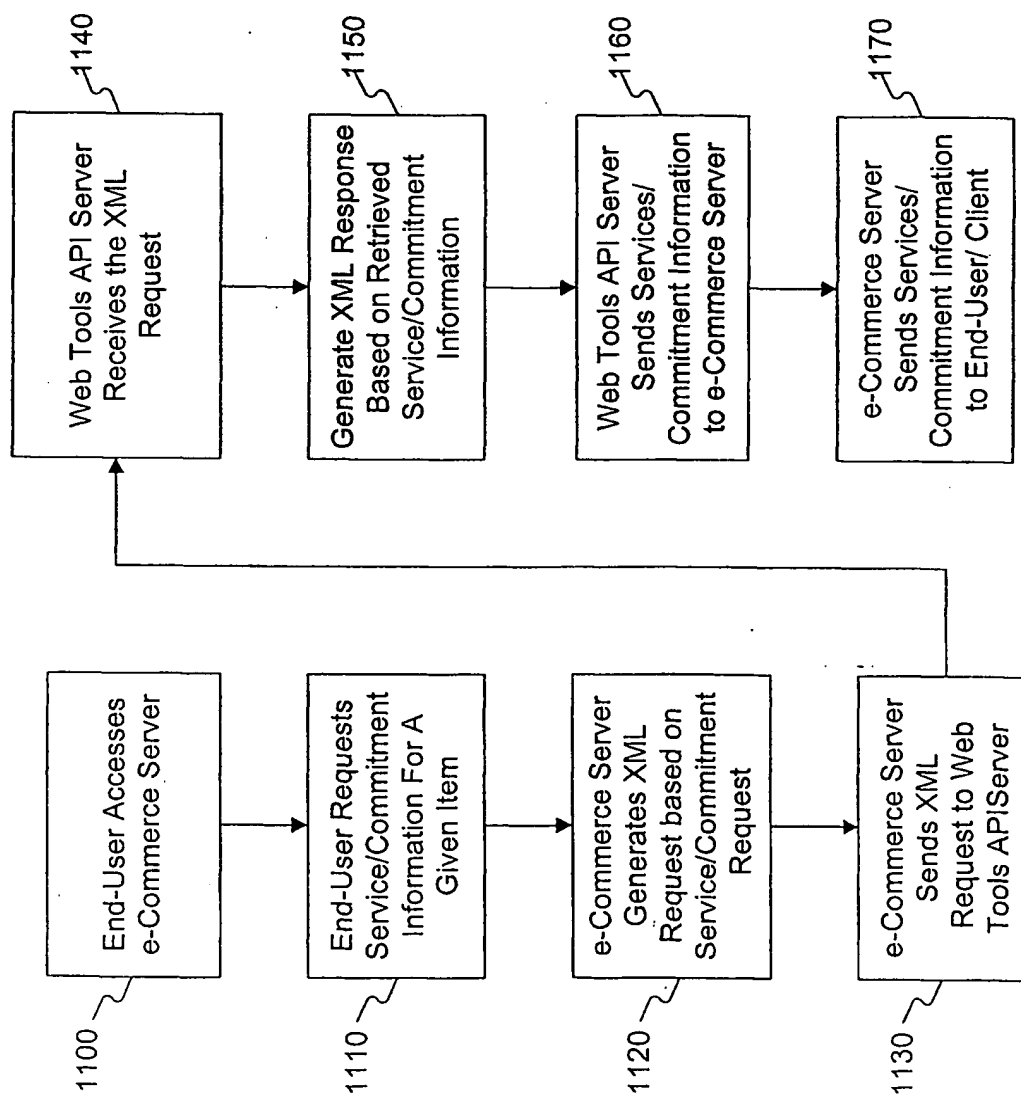 1100
End-User Accesses
e-Commerce Server
1110
End-User Requests
Service/Commitment
Information For A
Given Item
1120
e-Commerce Server
Generates XML
Request based on
Service/Commitment
Request
1130
e-Commerce Server
Sends XML
Request to Web
Tools APIServer
1140
Web Tools API Server
Receives the XML
Request
1150
Generate XML Response
Based on Retrieved
Service/Commitment
Information
1160
Web Tools API Server
Sends Services/
Commitment Information
to e-Commerce Server
1170
e-Commerce Server
Sends Services/
Commitment Information
to End-User/ Client